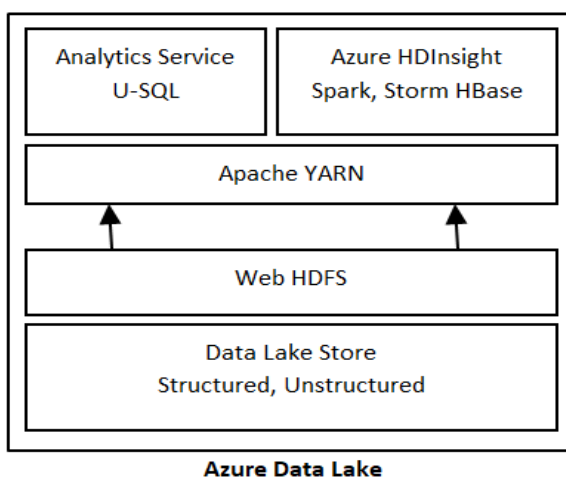 Analytics Service
U-SQL
Azure HDInsight
Spark, Storm HBase
Apache YARN
Web HDFS
Data Lake Store
Structured, Unstructured
Azure Data Lake